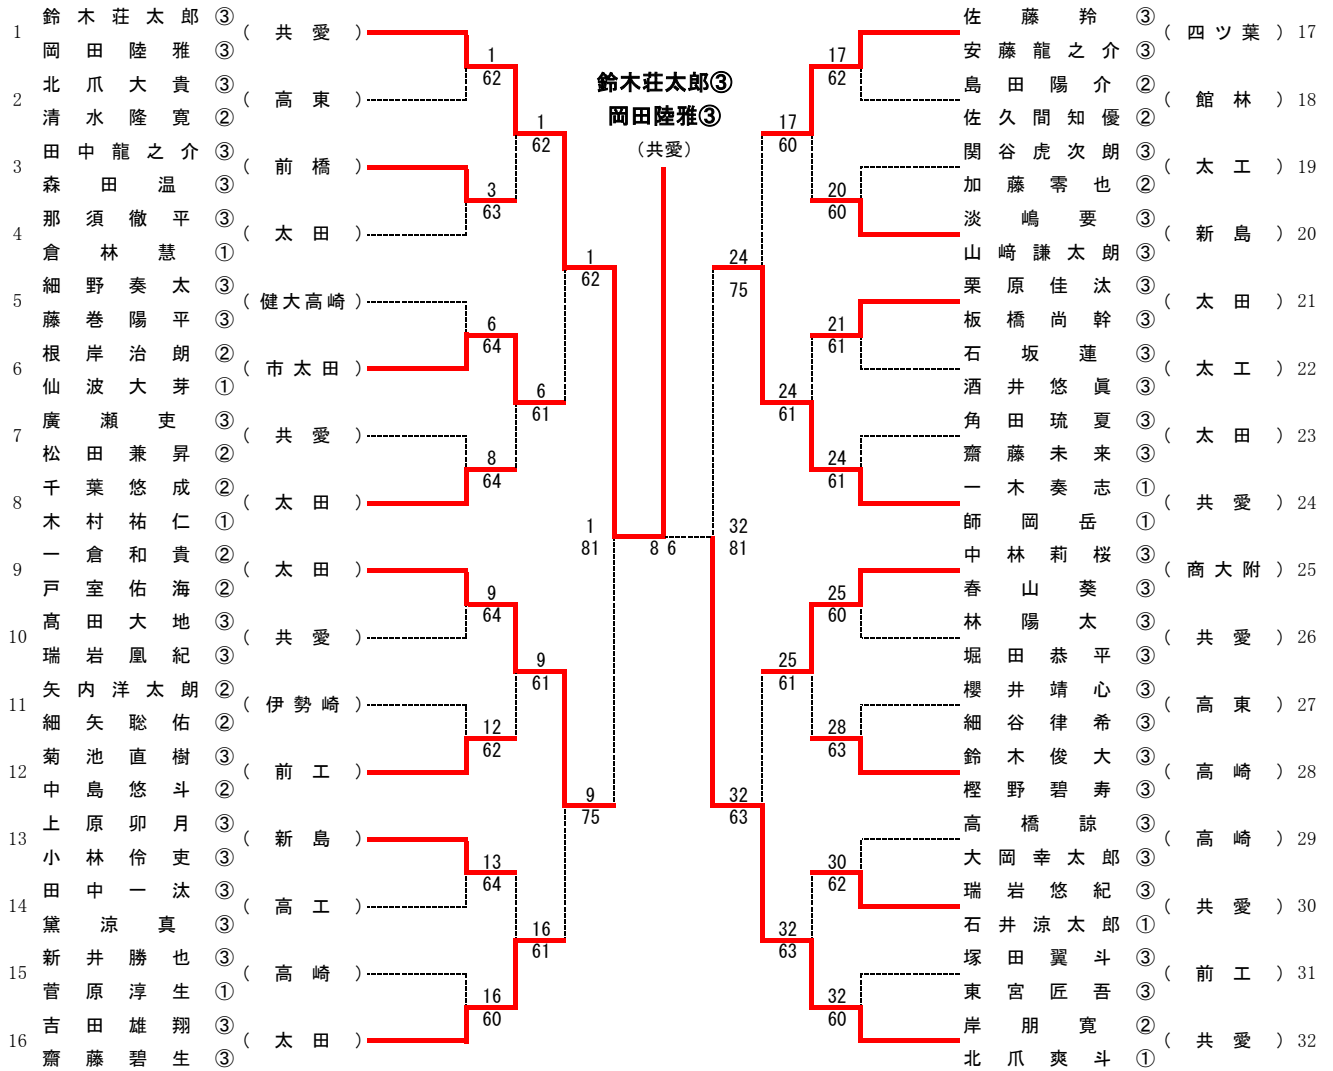 鈴木荘太郎③
岡田陸雅③
(共愛)
1 鈴木荘太郎③ (共愛)
岡田陸雅③
2 北爪大貴③ (高東)
清水隆寛②
3 田中龍之介③ (前橋)
森田温③
4 那須徹平③ (太田)
倉林慧①
5 細野奏太③ (健大高崎)
藤巻陽平③
6 根岸治朗② (市太田)
仙波大芽①
7 廣瀬吏③ (共愛)
松田兼昇②
8 千葉悠成② (太田)
木村祐仁①
9 一倉和貴② (太田)
戸室佑海②
10 髙田大地③ (共愛)
瑞岩凰紀③
11 矢内洋太朗② (伊勢崎)
細矢聡佑②
12 菊池直樹③ (前工)
中島悠斗②
13 上原卯月③ (新島)
小林伶吏③
14 田中一汰③ (高工)
黛涼真③
15 新井勝也③ (高崎)
菅原淳生①
16 吉田雄翔③ (太田)
齋藤碧生③
1
62
3
63
6
64
8
64
9
64
12
62
13
64
16
60
1
62
6
61
9
61
16
61
1
62
9
75
1
81
8 6
32
81
24
75
32
63
17
60
24
61
25
61
32
63
17
62
20
60
21
61
24
61
25
60
28
63
30
62
32
60
佐藤羚③ (四ツ葉) 17
安藤龍之介③
島田陽介② (館林) 18
佐久間知優②
関谷虎次朗③ (太工) 19
加藤零也②
淡嶋要③ (新島) 20
山﨑謙太朗③
栗原佳汰③ (太田) 21
板橋尚幹③
石坂蓮③ (太工) 22
酒井悠眞③
角田琉夏③ (太田) 23
齋藤未来③
一木奏志① (共愛) 24
師岡岳①
中林莉桜③ (商大附) 25
春山葵③
林陽太③ (共愛) 26
堀田恭平③
櫻井靖心③ (高東) 27
細谷律希③
鈴木俊大③ (高崎) 28
樫野碧寿③
高橋諒③ (高崎) 29
大岡幸太郎③
瑞岩悠紀③ (共愛) 30
石井涼太郎①
塚田翼斗③ (前工) 31
東宮匠吾③
岸朋寛② (共愛) 32
北爪爽斗①